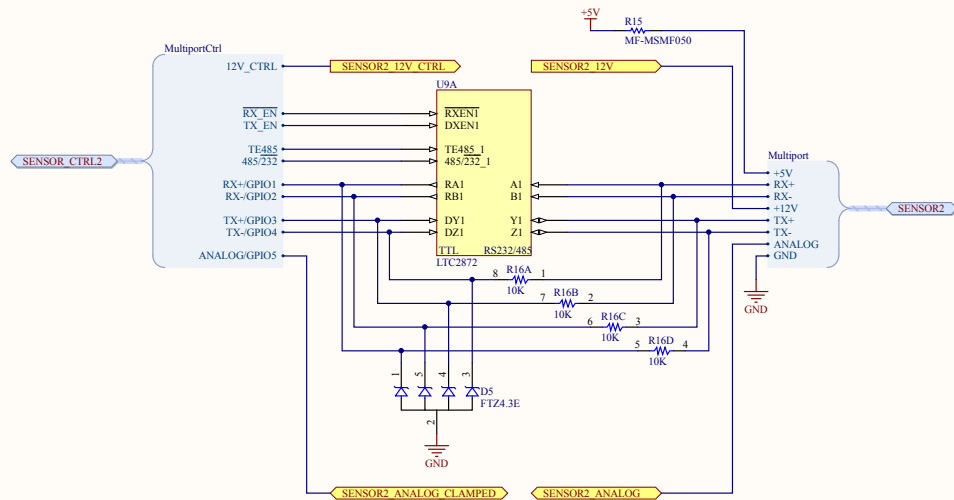 +5V
R15
MF-MSMF050
MultiportCtrl
12V_CTRL
SENSOR2_12V_CTRL
SENSOR2_12V
U9A
RX_EN
RXEN1
TX_EN
DXEN1
TE485
TE485_1
485/232
485/232_1
SENSOR_CTRL2
Multiport
+5V
RX+/GPIO1
RA1
A1
RX+
RX-/GPIO2
RB1
B1
RX-
+12V
SENSOR2
TX+/GPIO3
DY1
Y1
TX+
TX-/GPIO4
DZ1
Z1
TX-
ANALOG
TTL
RS232/485
ANALOG/GPIO5
GND
LTC2872
8
R16A
1
10K
7
R16B
2
10K
GND
6
R16C
3
10K
5
R16D
4
10K
1
5
4
3
D5
FTZ4.3E
2
GND
SENSOR2_ANALOG_CLAMPED
SENSOR2_ANALOG